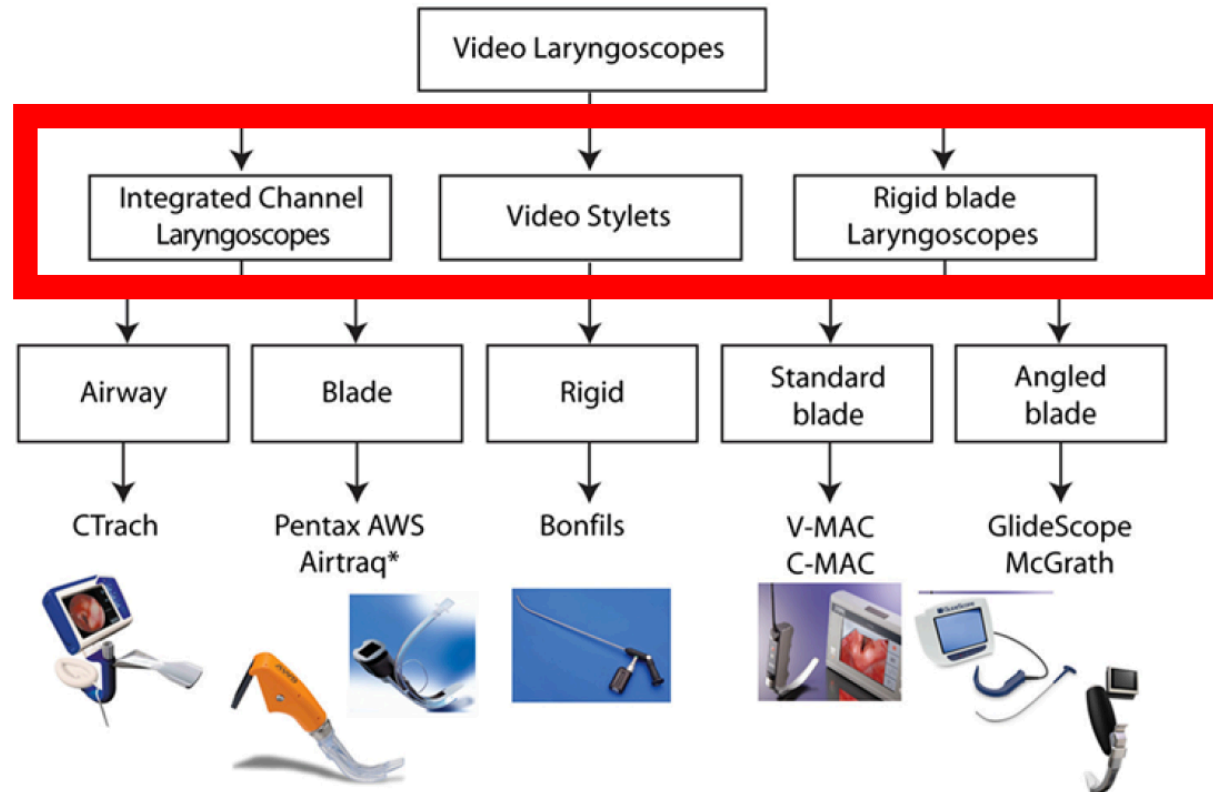 Video Laryngoscopes
Integrated Channel
Laryngoscopes
Video Stylets
Rigid blade
Laryngoscopes
Airway
Blade
Rigid
Standard
blade
Angled
blade
CTrach
Pentax AWS
Airtraq*
Bonfils
V-MAC
C-MAC
GlideScope
McGrath
GlideScope